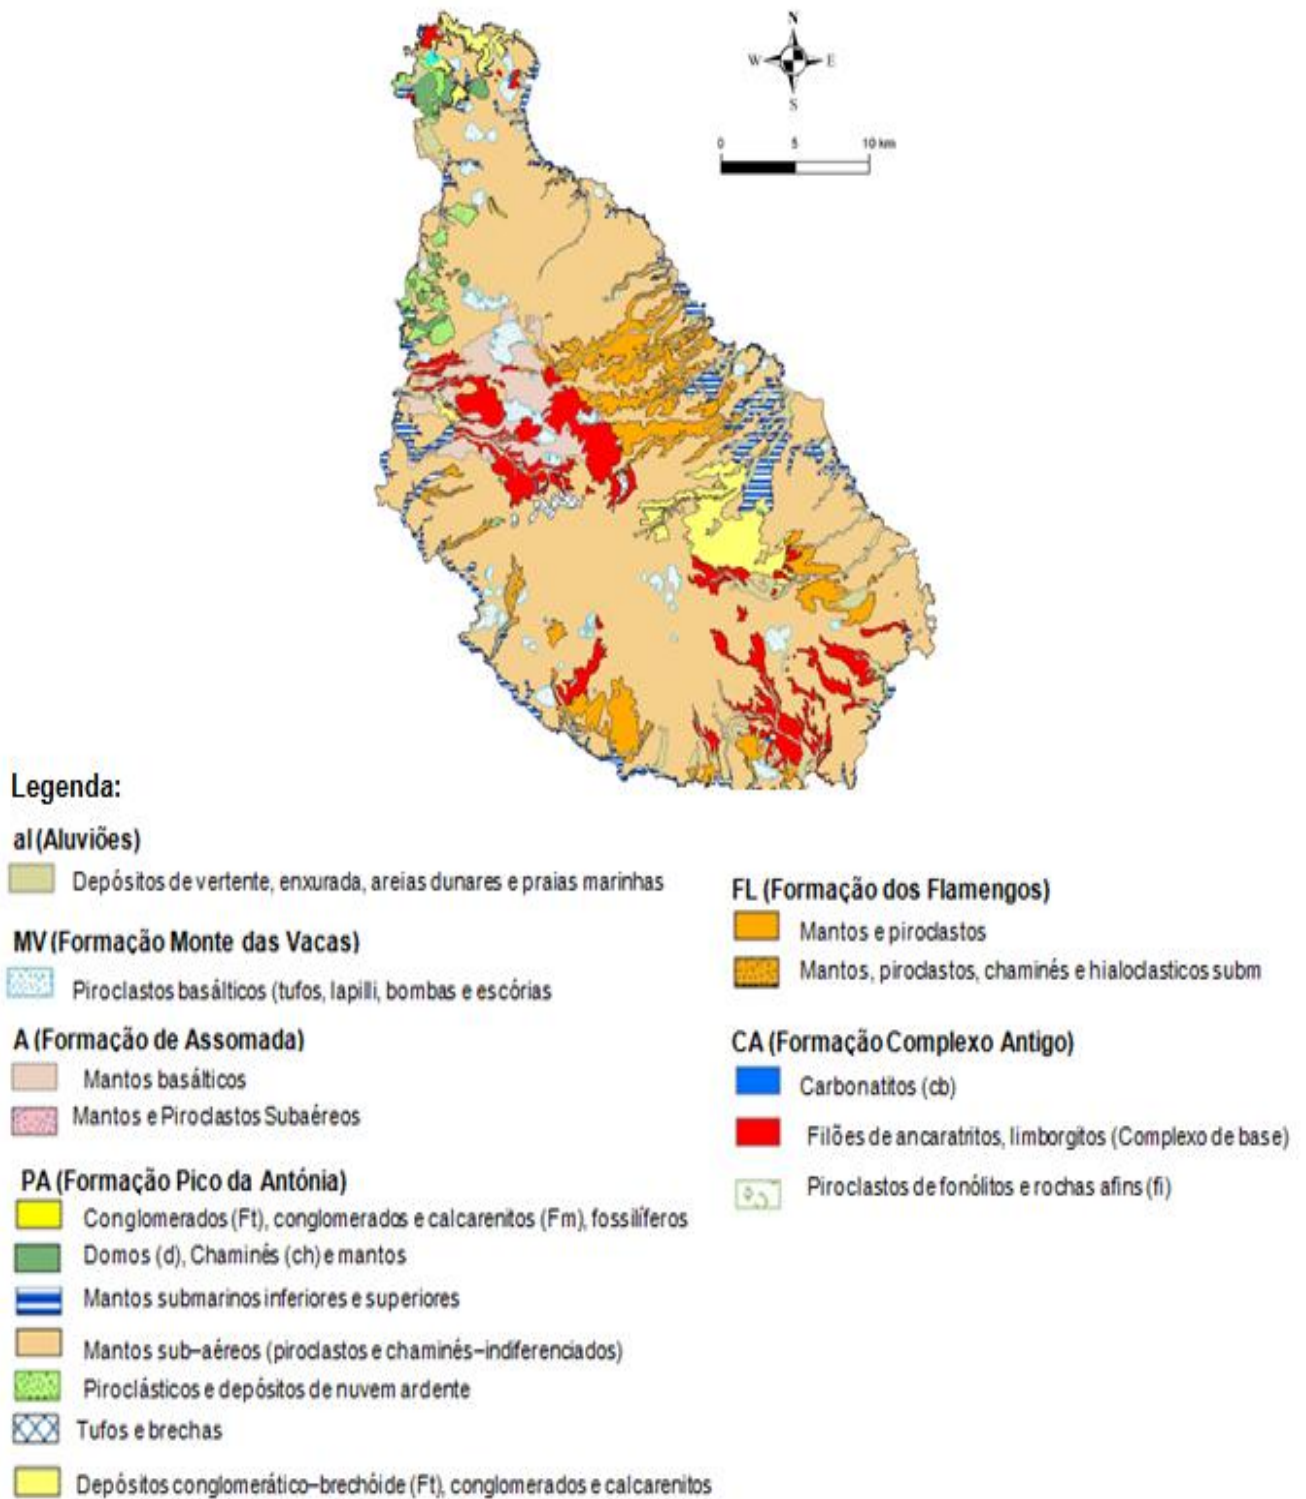 N
W E
S
0 5 10 km
Legenda:
al (Aluviões)
Depósitos de vertente, enxurada, areias dunares e praias marinhas
MV (Formação Monte das Vacas)
Piroclastos basálticos (tufos, lapilli, bombas e escórias
A (Formação de Assomada)
Mantos basálticos
Mantos e Piroclastos Subaéreos
PA (Formação Pico da Antónia)
Conglomerados (Ft), conglomerados e calcarenitos (Fm), fossilíferos
Domos (d), Chaminés (ch) e mantos
Mantos submarinos inferiores e superiores
Mantos sub-aéreos (piroclastos e chaminés-indiferenciados)
Piroclásticos e depósitos de nuvem ardente
Tufos e brechas
Depósitos conglomerático-brechóide (Ft), conglomerados e calcarenitos
FL (Formação dos Flamengos)
Mantos e piroclastos
Mantos, piroclastos, chaminés e hialoclasticos subm
CA (Formação Complexo Antigo)
Carbonatitos (cb)
Filões de ancaratritos, limborgitos (Complexo de base)
Piroclastos de fonólitos e rochas afins (fi)